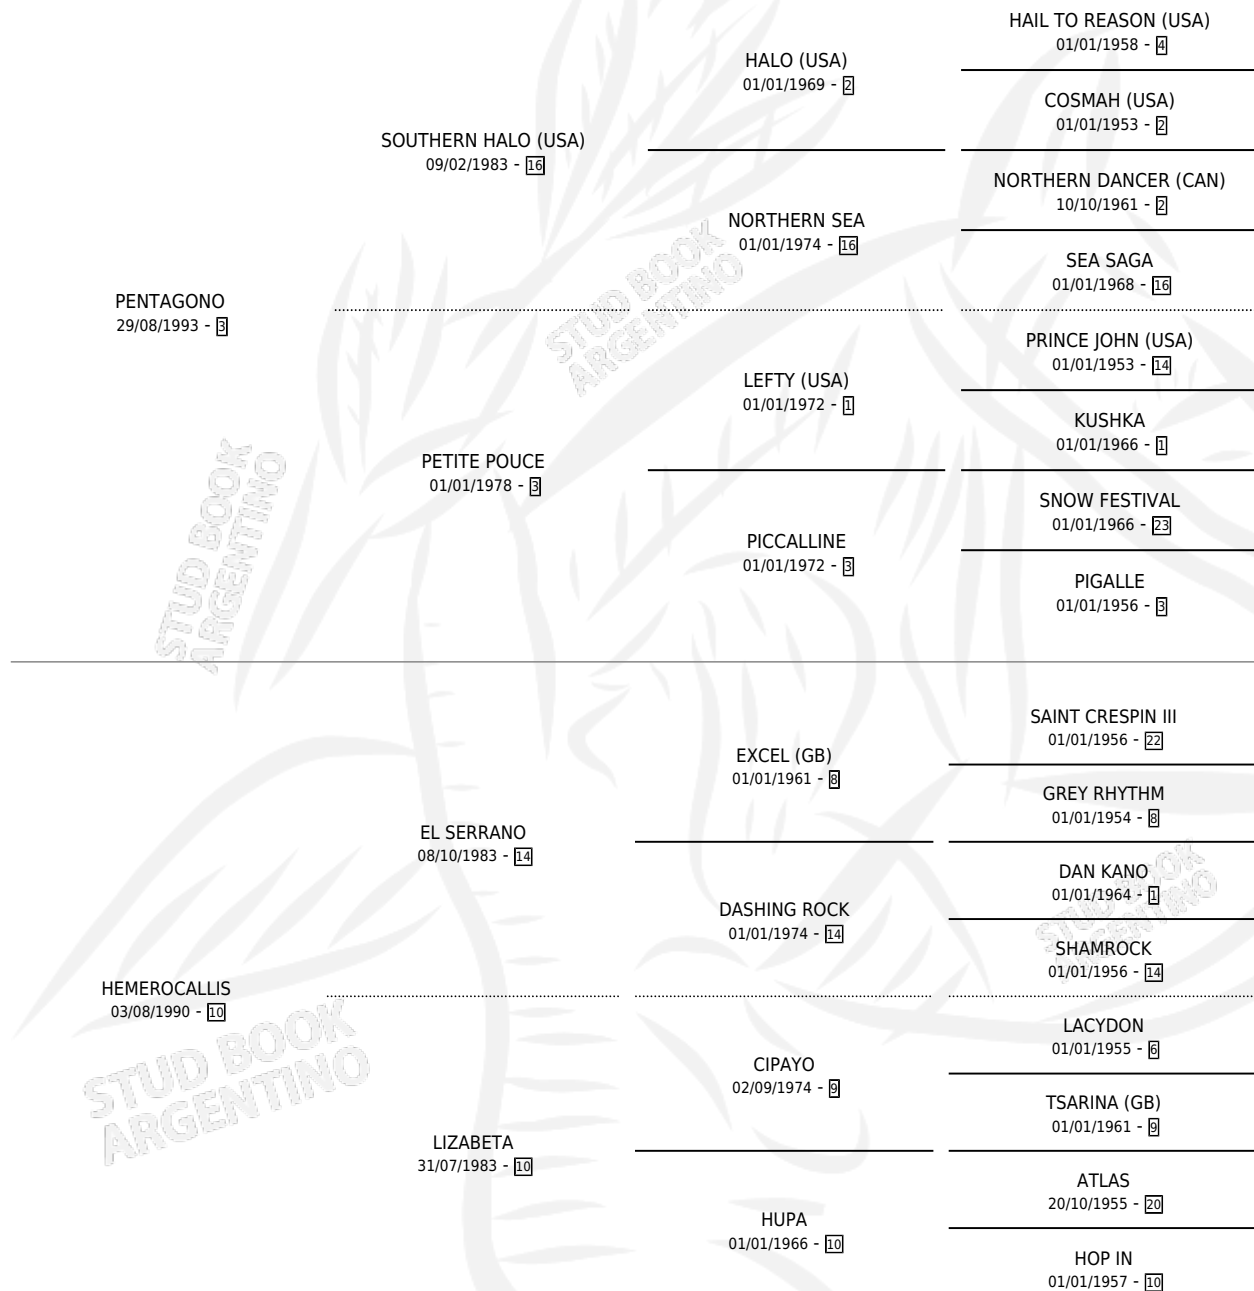 HAIL TO REASON (USA)
01/01/1958 - 4
HALO (USA)
01/01/1969 - 2
COSMAH (USA)
01/01/1953 - 2
SOUTHERN HALO (USA)
09/02/1983 - 16
NORTHERN DANCER (CAN)
10/10/1961 - 2
NORTHERN SEA
01/01/1974 - 16
SEA SAGA
01/01/1968 - 16
PENTAGONO
29/08/1993 - 3
PRINCE JOHN (USA)
01/01/1953 - 14
LEFTY (USA)
01/01/1972 - 1
KUSHKA
01/01/1966 - 1
PETITE POUCE
01/01/1978 - 3
SNOW FESTIVAL
01/01/1966 - 23
PICCALLINE
01/01/1972 - 3
PIGALLE
01/01/1956 - 3
SAINT CRESPIN III
01/01/1956 - 22
EXCEL (GB)
01/01/1961 - 8
GREY RHYTHM
01/01/1954 - 8
EL SERRANO
08/10/1983 - 14
DAN KANO
01/01/1964 - 1
DASHING ROCK
01/01/1974 - 14
SHAMROCK
01/01/1956 - 14
HEMEROCALLIS
03/08/1990 - 10
LACYDON
01/01/1955 - 6
CIPAYO
02/09/1974 - 9
TSARINA (GB)
01/01/1961 - 9
LIZABETA
31/07/1983 - 10
ATLAS
20/10/1955 - 20
HUPA
01/01/1966 - 10
HOP IN
01/01/1957 - 10
STUD BOOK
ARGENTINO
STUD BOOK
ARGENTINO
STUD BOOK
ARGENTINO
STUD BOOK
ARGENTINO